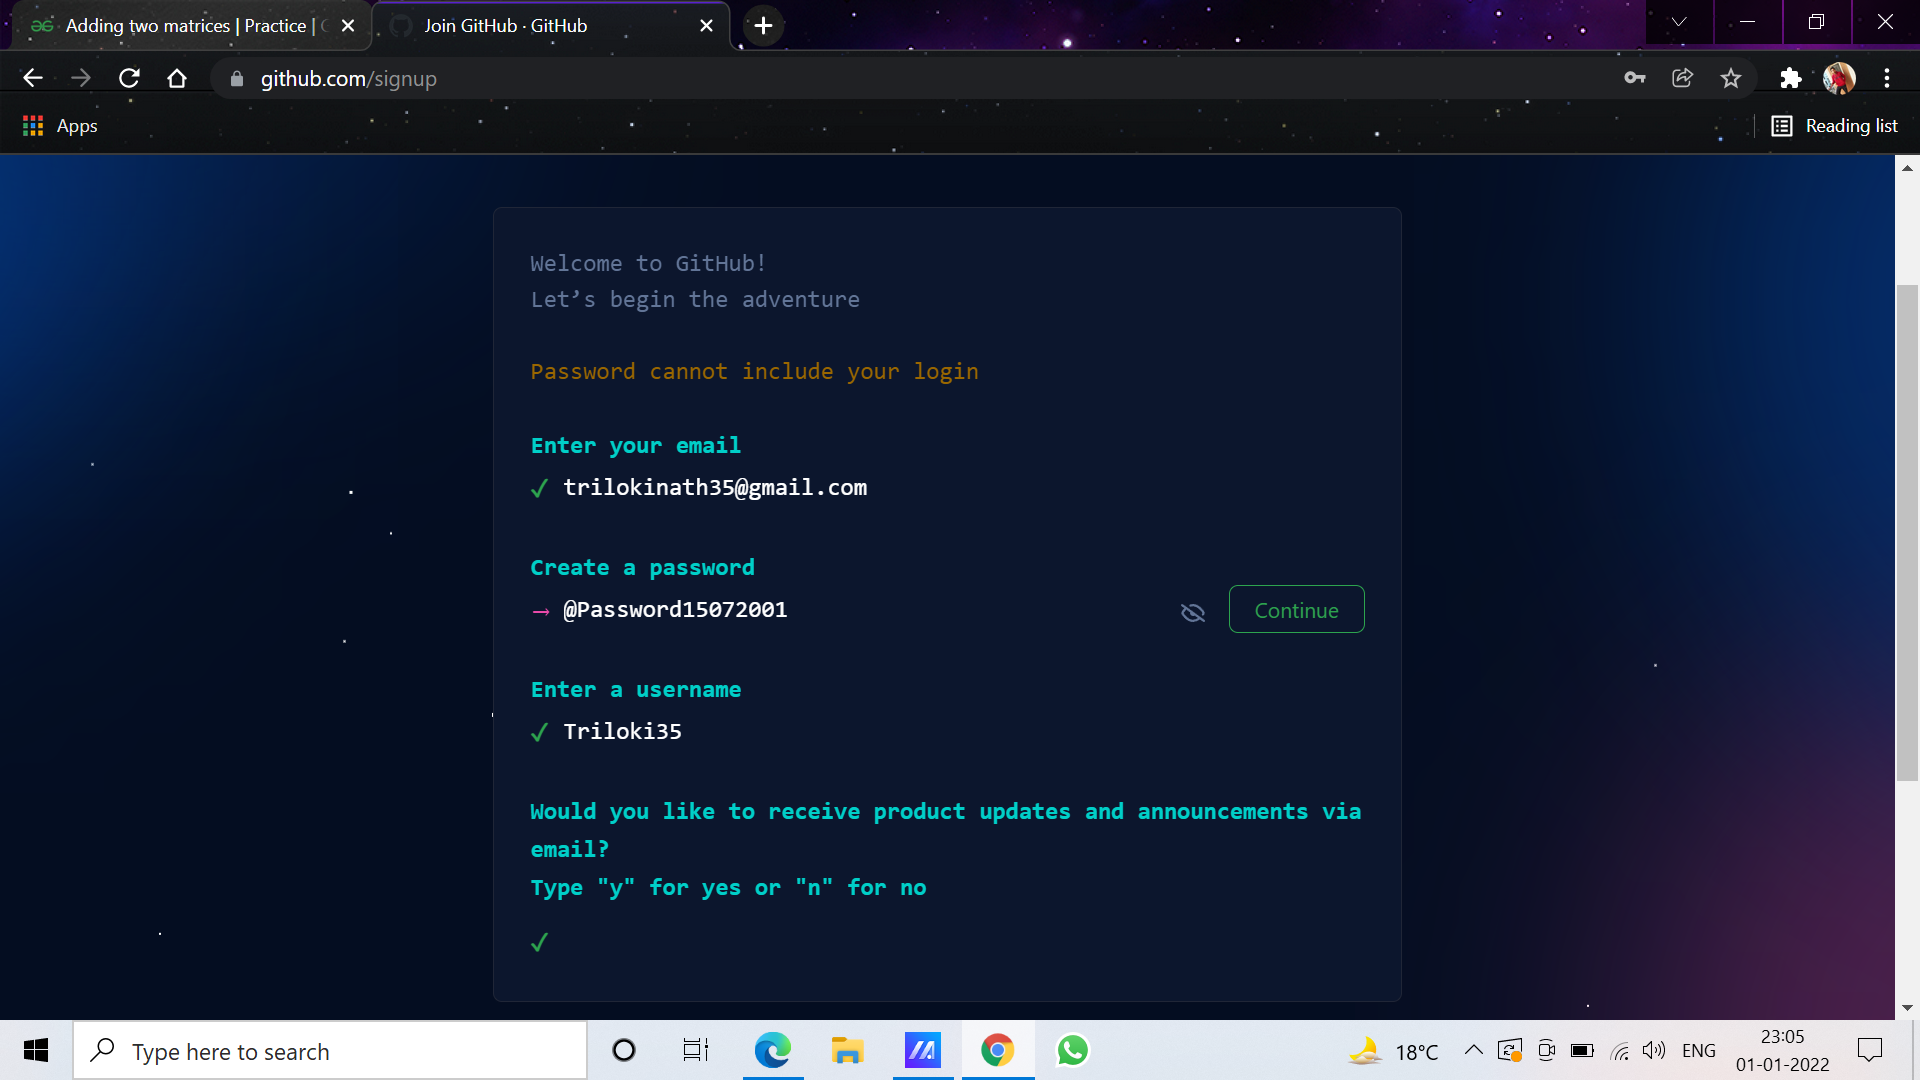 Adding two matrices | Practice |
Join GitHub · GitHub
github.com/signup
Apps
Reading list
Welcome to GitHub!
Let’s begin the adventure
Password cannot include your login
Enter your email
✓ trilokinath35@gmail.com
Create a password
→ @Password15072001
Continue
Enter a username
✓ Triloki35
Would you like to receive product updates and announcements via
email?
Type "y" for yes or "n" for no
✓
Type here to search
18°C
ENG
23:05
01-01-2022